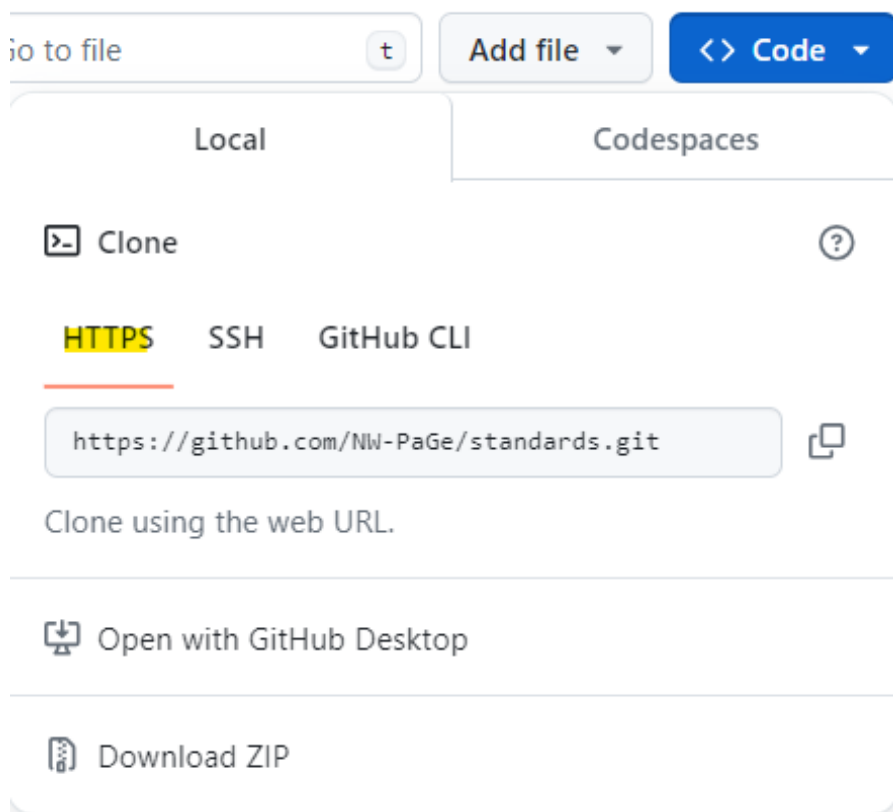 Go to file t Add file <> Code
Local Codespaces
Clone
HTTPS SSH GitHub CLI
https://github.com/NW-PaGe/standards.git
Clone using the web URL.
Open with GitHub Desktop
Download ZIP